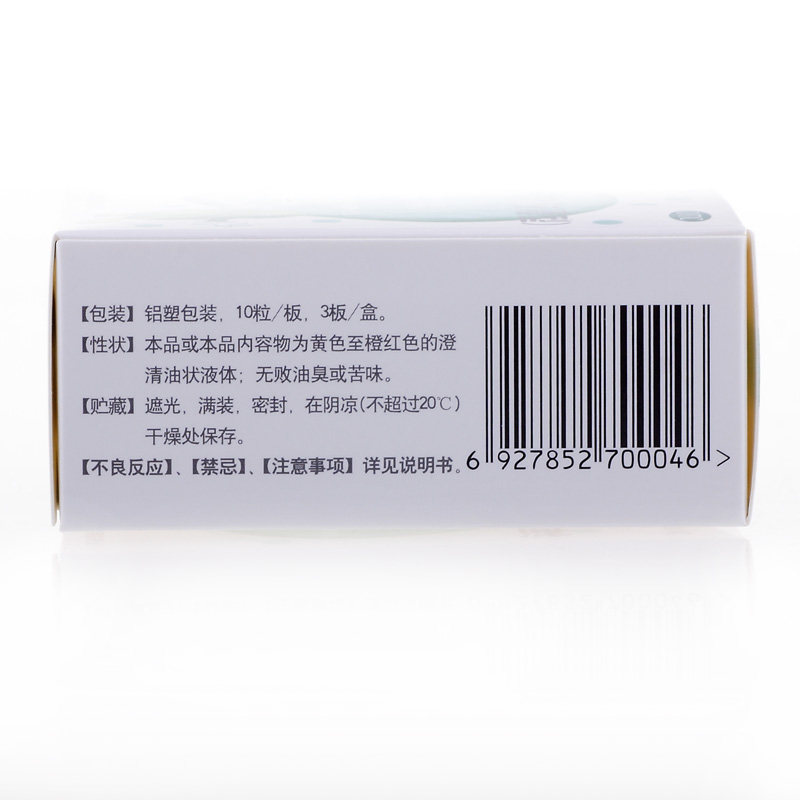 【包装】铝塑包装，10粒/板，3板/盒。
【性状】本品或本品内容物为黄色至橙红色的澄
清油状液体；无败油臭或苦味。
【贮藏】遮光，满装，密封，在阴凉(不超过20℃)
干燥处保存。
【不良反应】、【禁忌】、【注意事项】详见说明书。
6 927852 700046 >